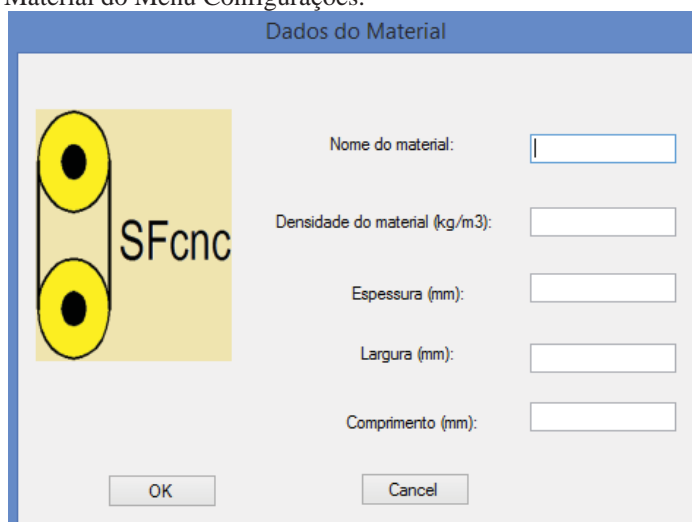 Material do Menu Configurações.
Dados do Material
Nome do material:
SFcnc
Densidade do material (kg/m3):
Espessura (mm):
Largura (mm):
Comprimento (mm):
OK
Cancel